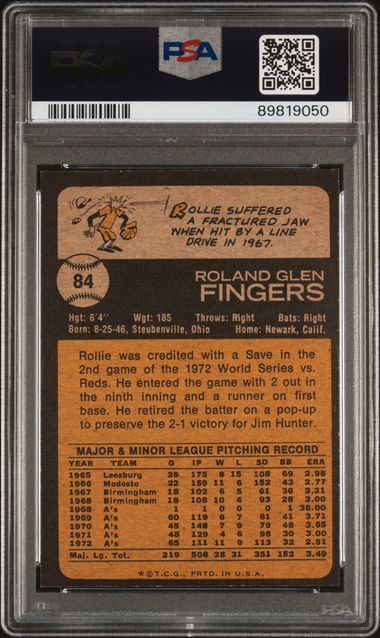 PSA
PSA
89819050
ROLLIE SUFFERED
A FRACTURED JAW
WHEN HIT BY A LINE
DRIVE IN 1967.
84
ROLAND GLEN
FINGERS
Hgt: 6'4" Wgt: 185 Throws: Right Bats: Right
Born: 8-25-46, Steubenville, Ohio Home: Newark, Calif.
Rollie was credited with a Save in the
2nd game of the 1972 World Series vs.
Reds. He entered the game with 2 out in
the ninth inning and a runner on first
base. He retired the batter on a pop-up
to preserve the 2-1 victory for Jim Hunter.
MAJOR & MINOR LEAGUE PITCHING RECORD
YEAR TEAM G IP W L SO BB ERA
1965 Leesburg 25 175 8 15 108 69 2.98
1966 Modesto 22 159 11 6 152 43 2.77
1967 Birmingham 18 102 6 5 61 36 2.21
1968 Birmingham 18 108 10 4 93 28 3.00
1968 A's 1 1 0 0 0 1 36.00
1969 A's 60 119 6 7 61 41 3.71
1970 A's 45 148 7 9 79 48 3.65
1971 A's 48 129 4 6 98 30 3.00
1972 A's 65 111 11 9 113 32 2.51
Maj. Lg. Tot. 219 508 28 31 351 152 3.49
*©T.C.G., PRTD. IN U.S.A.